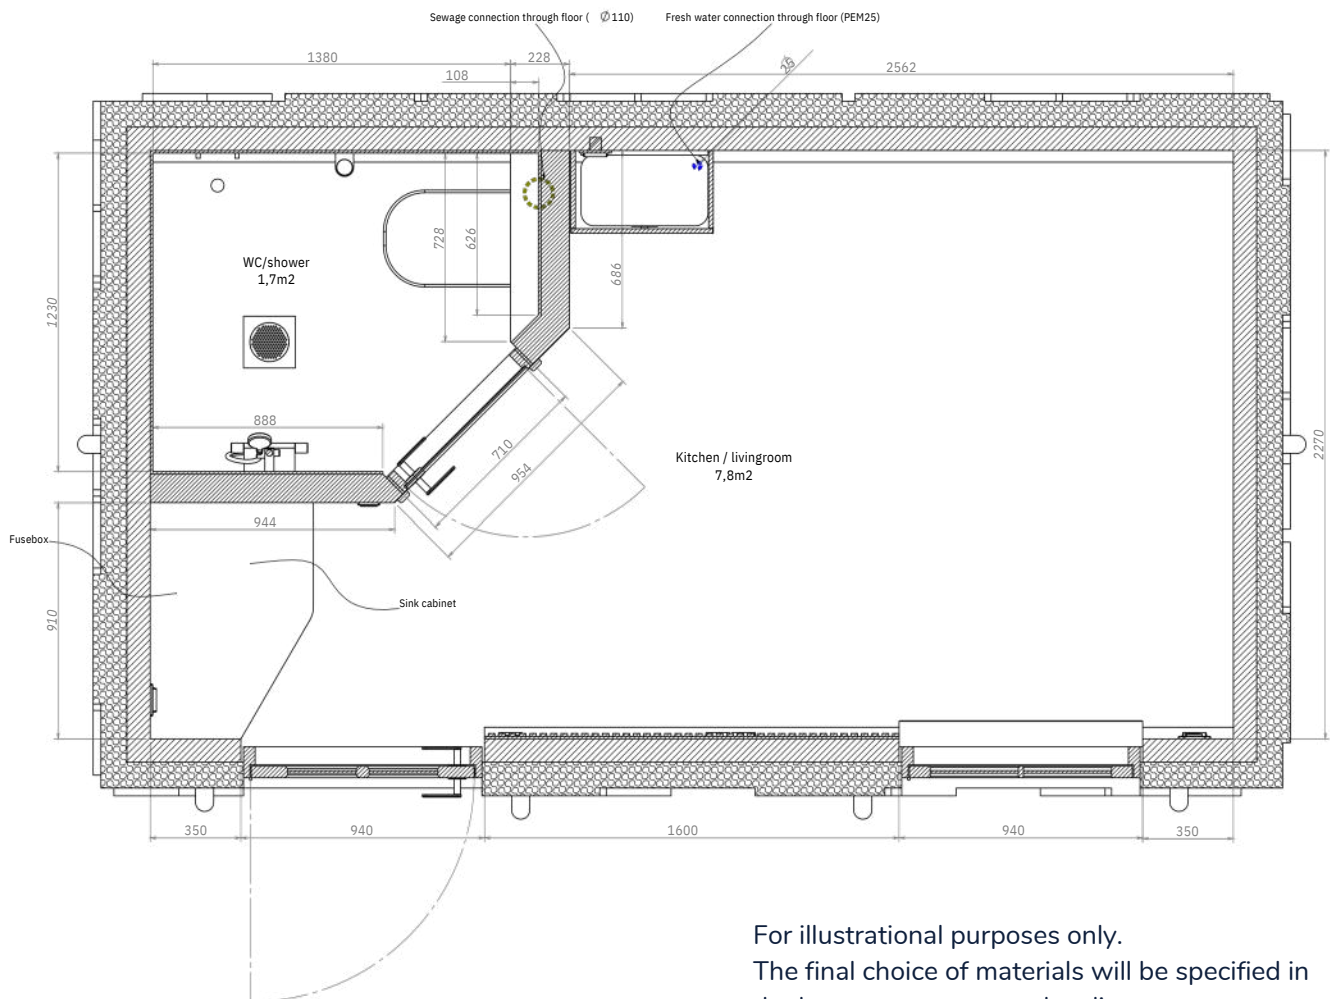 Sewage connection through floor ( Ø110)
Fresh water connection through floor (PEM25)
1380
228
108
25
2562
728
626
686
WC/shower
1,7m2
1230
888
710
954
Kitchen / livingroom
7,8m2
2270
944
Fusebox
Sink cabinet
910
350
940
1600
940
350
For illustrational purposes only.
The final choice of materials will be specified in